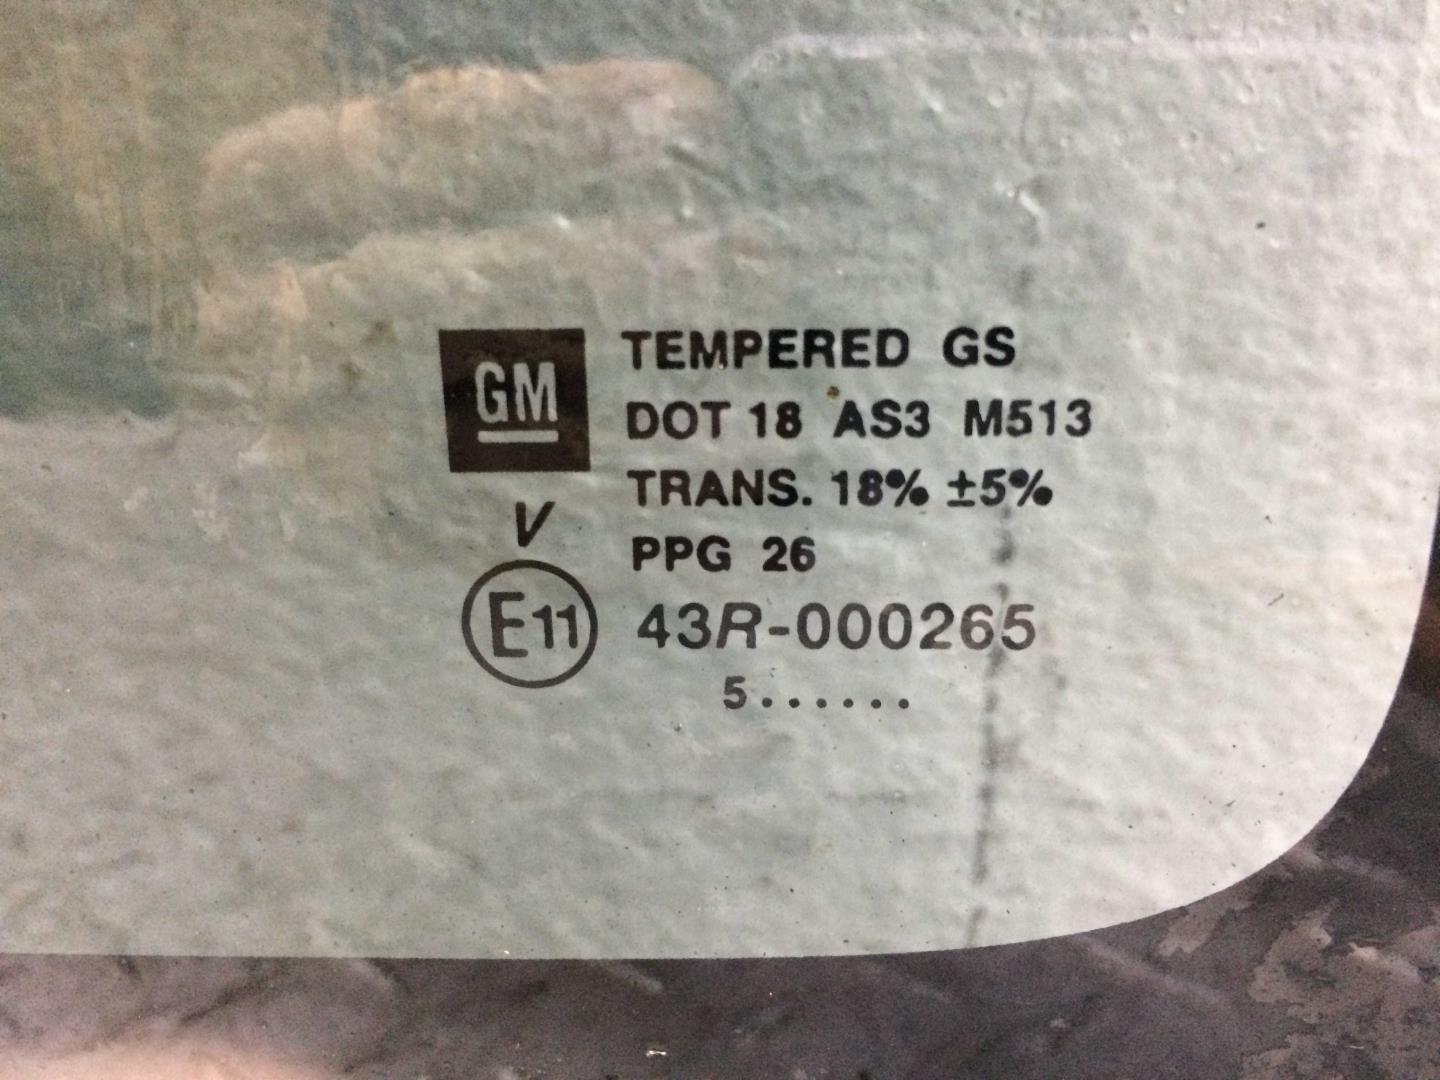 GM
TEMPERED GS
DOT 18 AS3 M513
TRANS. 18% ±5%
V
PPG 26
E11 43R-000265
5......